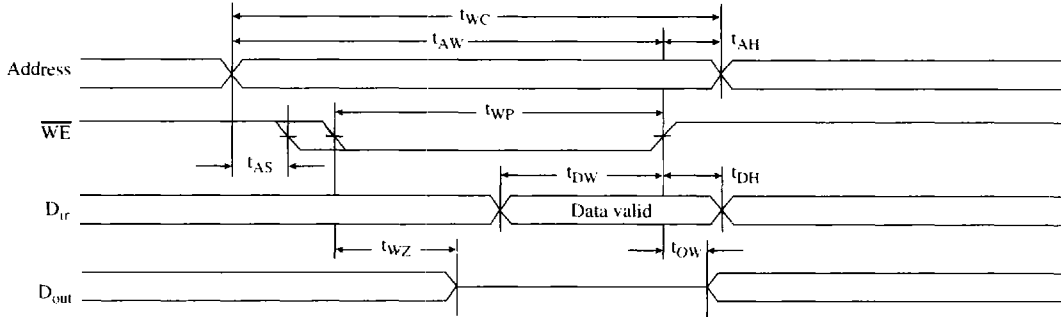 tWC
tAW
tAH
Address
tWP
WE
tAS
tDW
tDH
Din
Data valid
tWZ
tOW
Dout